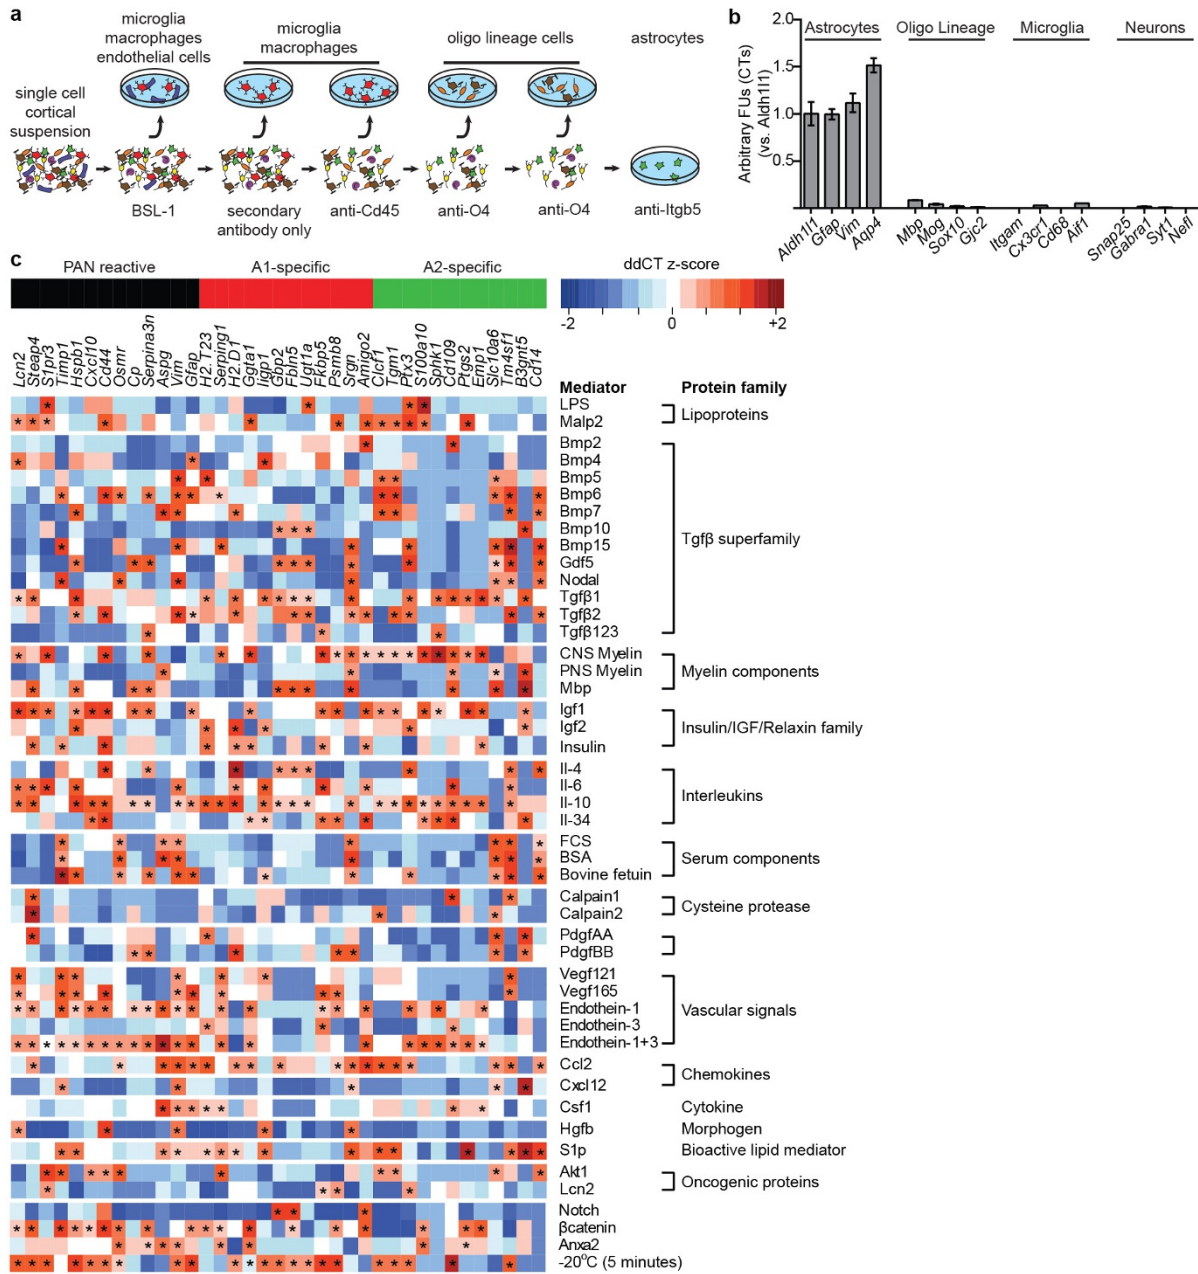 a
microglia
macrophages
endothelial cells
microglia
macrophages
oligo lineage cells
astrocytes
single cell
cortical
suspension
BSL-1
secondary
antibody only
anti-Cd45
anti-O4
anti-O4
anti-Itgb5
b
Astrocytes
Oligo Lineage
Microglia
Neurons
Arbitrary FUs (CTs)
(vs. Aldh1l1)
2.0
1.5
1.0
0.5
Aldh1l1
Gfap
Vim
Aqp4
Mbp
Mog
Sox10
Gjc2
Itgam
Cx3cr1
Cd68
Aif1
Snap25
Gabra1
Syt1
Nefl
c
PAN reactive
A1-specific
A2-specific
ddCT z-score
-2
0
+2
Lcn2
Steap4
S1pr3
Timp1
Hspb1
Cxcl10
Cd44
Osmr
Cp
Serpina3n
Aspg
Vim
Gfap
H2.T23
Serping1
H2.D1
Ggta1
Iigp1
Gbp2
Fbln5
Ugt1a
Fkbp5
Psmb8
Srgn
Amigo2
Clcf1
Tgm1
Ptx3
S100a10
Sphk1
Cd109
Ptgs2
Emp1
Slc10a6
Tm4sf1
B3gnt5
Cd14
Mediator
Protein family
LPS
Malp2
Lipoproteins
Bmp2
Bmp4
Bmp5
Bmp6
Bmp7
Bmp10
Bmp15
Gdf5
Nodal
Tgfβ1
Tgfβ2
Tgfβ123
Tgfβ superfamily
CNS Myelin
PNS Myelin
Mbp
Myelin components
Igf1
Igf2
Insulin
Insulin/IGF/Relaxin family
Il-4
Il-6
Il-10
Il-34
Interleukins
FCS
BSA
Bovine fetuin
Serum components
Calpain1
Calpain2
Cysteine protease
PdgfAA
PdgfBB
Vegf121
Vegf165
Endothein-1
Endothein-3
Endothein-1+3
Vascular signals
Ccl2
Cxcl12
Chemokines
Csf1
Cytokine
Hgfb
Morphogen
S1p
Bioactive lipid mediator
Akt1
Lcn2
Oncogenic proteins
Notch
βcatenin
Anxa2
-20°C (5 minutes)